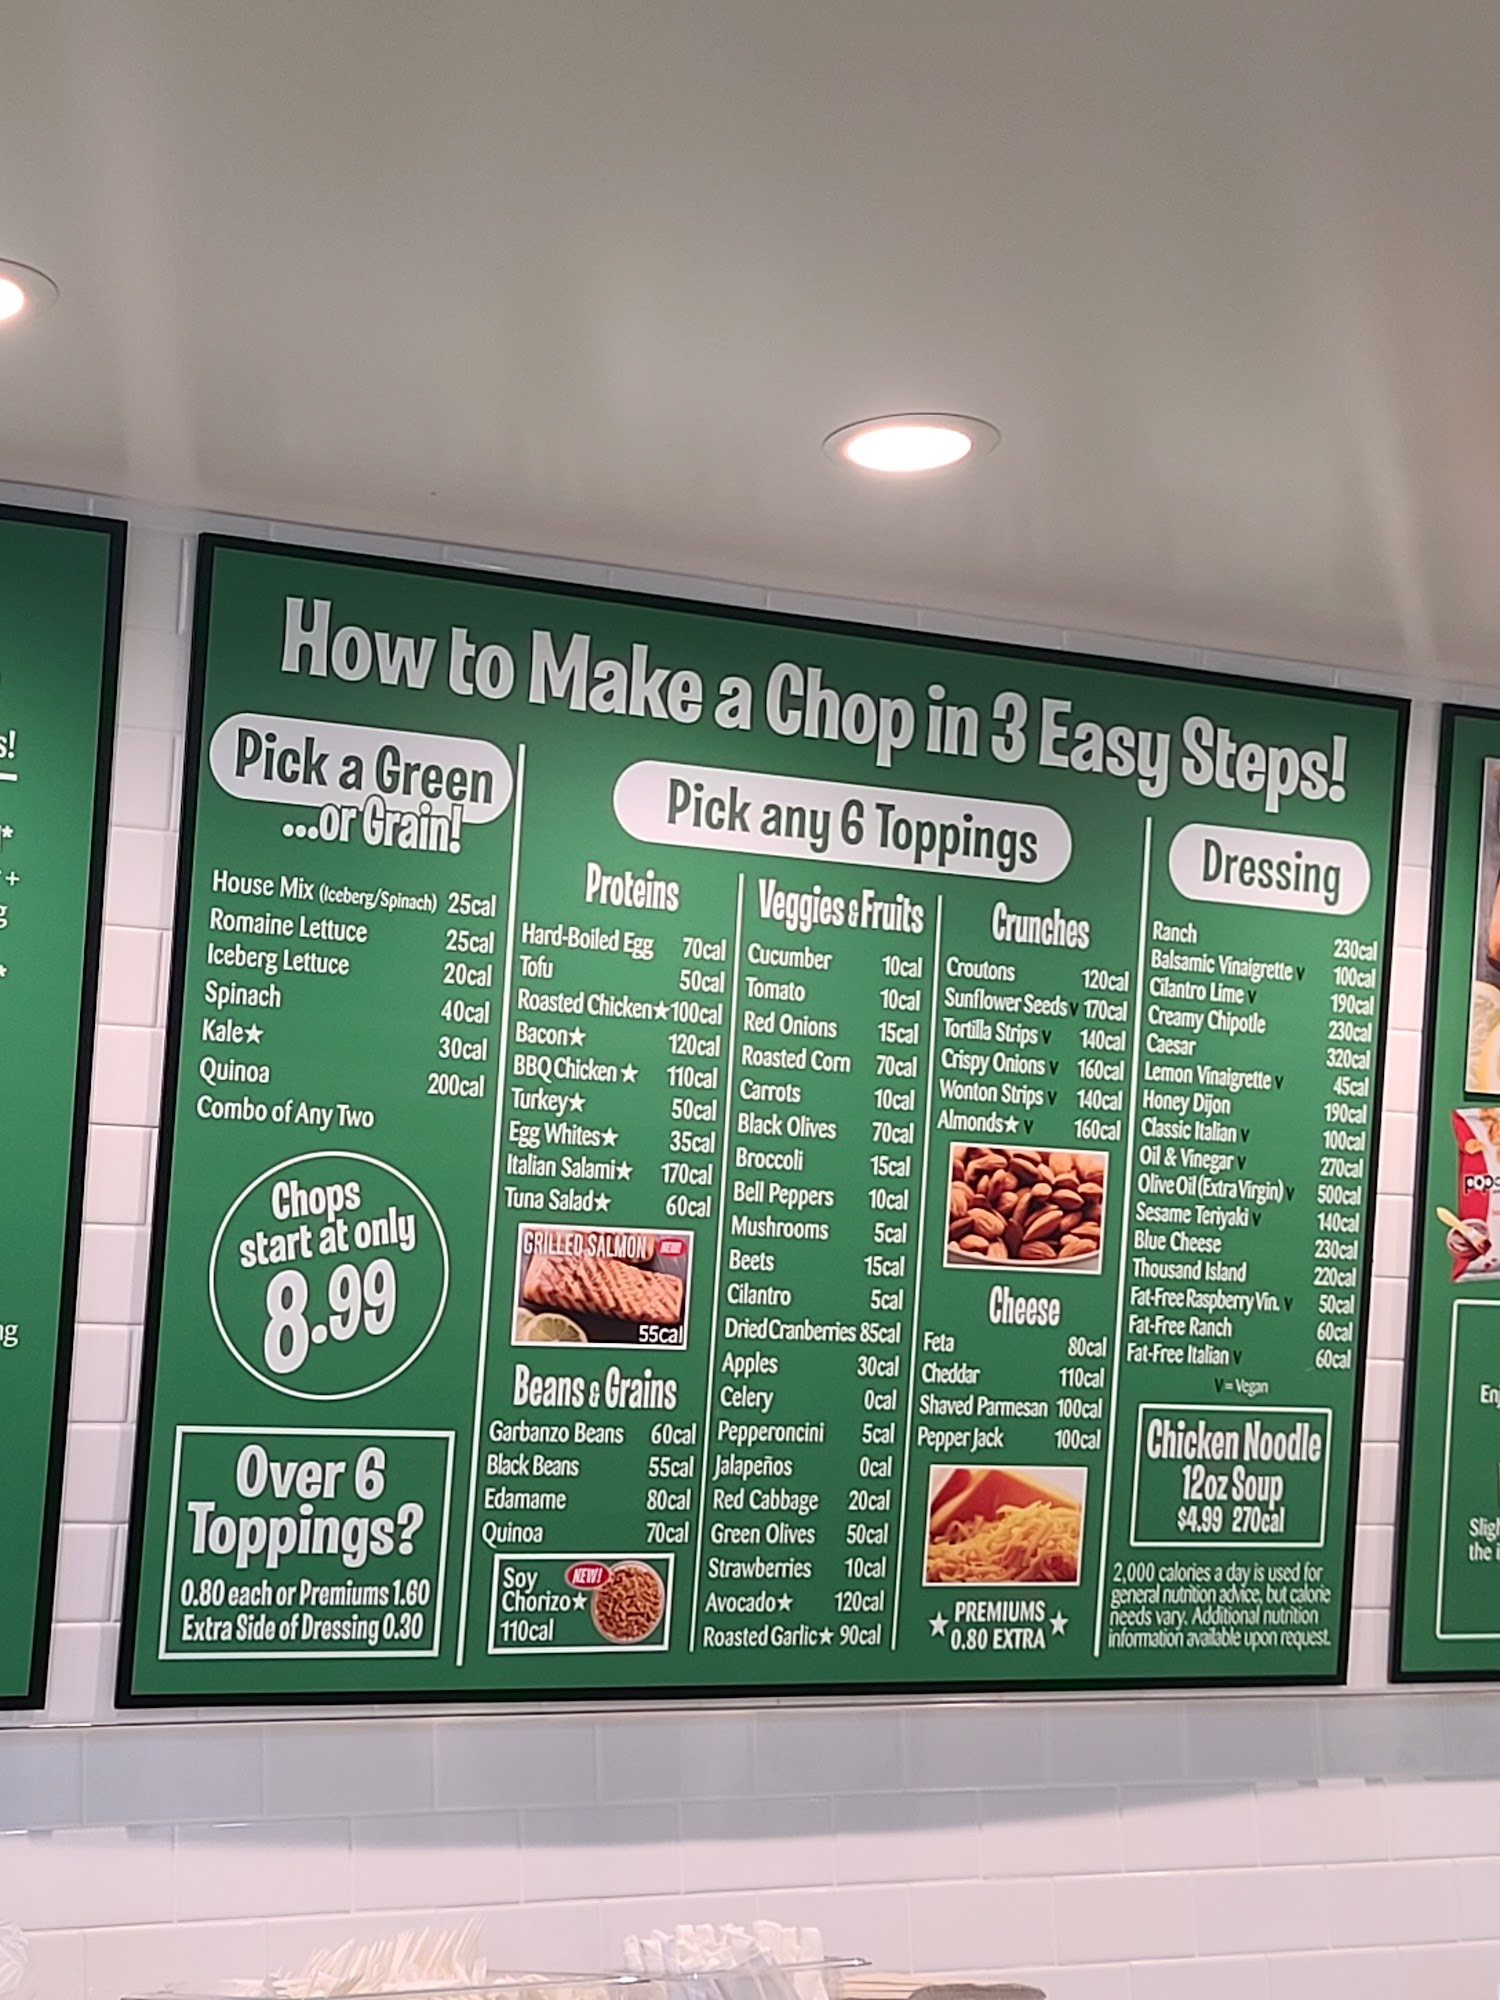 How to Make a Chop in 3 Easy Steps!
Pick a Green
...or Grain!
House Mix (Iceberg/Spinach) 25cal
Romaine Lettuce 25cal
Iceberg Lettuce 20cal
Spinach 40cal
Kale★ 30cal
Quinoa 200cal
Combo of Any Two
Chops
start at only
8.99
Over 6
Toppings?
0.80 each or Premiums 1.60
Extra Side of Dressing 0.30
Pick any 6 Toppings
Proteins
Hard-Boiled Egg 70cal
Tofu 50cal
Roasted Chicken★ 100cal
Bacon★ 120cal
BBQ Chicken★ 110cal
Turkey★ 50cal
Egg Whites★ 35cal
Italian Salami★ 170cal
Tuna Salad★ 60cal
GRILLED SALMON NEW!
55cal
Beans & Grains
Garbanzo Beans 60cal
Black Beans 55cal
Edamame 80cal
Quinoa 70cal
Soy NEW!
Chorizo★
110cal
Veggies & Fruits
Cucumber 10cal
Tomato 10cal
Red Onions 15cal
Roasted Corn 70cal
Carrots 10cal
Black Olives 70cal
Broccoli 15cal
Bell Peppers 10cal
Mushrooms 5cal
Beets 15cal
Cilantro 5cal
Dried Cranberries 85cal
Apples 30cal
Celery 0cal
Pepperoncini 5cal
Jalapeños 0cal
Red Cabbage 20cal
Green Olives 50cal
Strawberries 10cal
Avocado★ 120cal
Roasted Garlic★ 90cal
Crunches
Croutons 120cal
Sunflower Seeds V 170cal
Tortilla Strips V 140cal
Crispy Onions V 160cal
Wonton Strips V 140cal
Almonds★ V 160cal
Cheese
Feta 80cal
Cheddar 110cal
Shaved Parmesan 100cal
Pepper Jack 100cal
★ PREMIUMS ★
0.80 EXTRA
Dressing
Ranch 230cal
Balsamic Vinaigrette V 100cal
Cilantro Lime V 190cal
Creamy Chipotle 230cal
Caesar 320cal
Lemon Vinaigrette V 45cal
Honey Dijon 190cal
Classic Italian V 100cal
Oil & Vinegar V 270cal
Olive Oil (Extra Virgin) V 500cal
Sesame Teriyaki V 140cal
Blue Cheese 230cal
Thousand Island 220cal
Fat-Free Raspberry Vin. V 50cal
Fat-Free Ranch 60cal
Fat-Free Italian V 60cal
V = Vegan
Chicken Noodle
12oz Soup
$4.99 270cal
2,000 calories a day is used for
general nutrition advice, but calorie
needs vary. Additional nutrition
information available upon request.
the